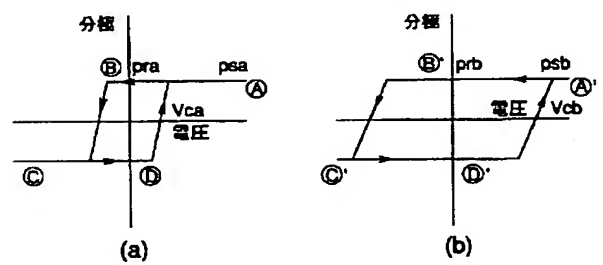 分極
Ⓑ pra psa
Ⓐ
Vca
電圧
Ⓒ Ⓓ
(a)
分極
Ⓑ' prb psb
Ⓐ'
電圧 Vcb
Ⓒ' Ⓓ'
(b)